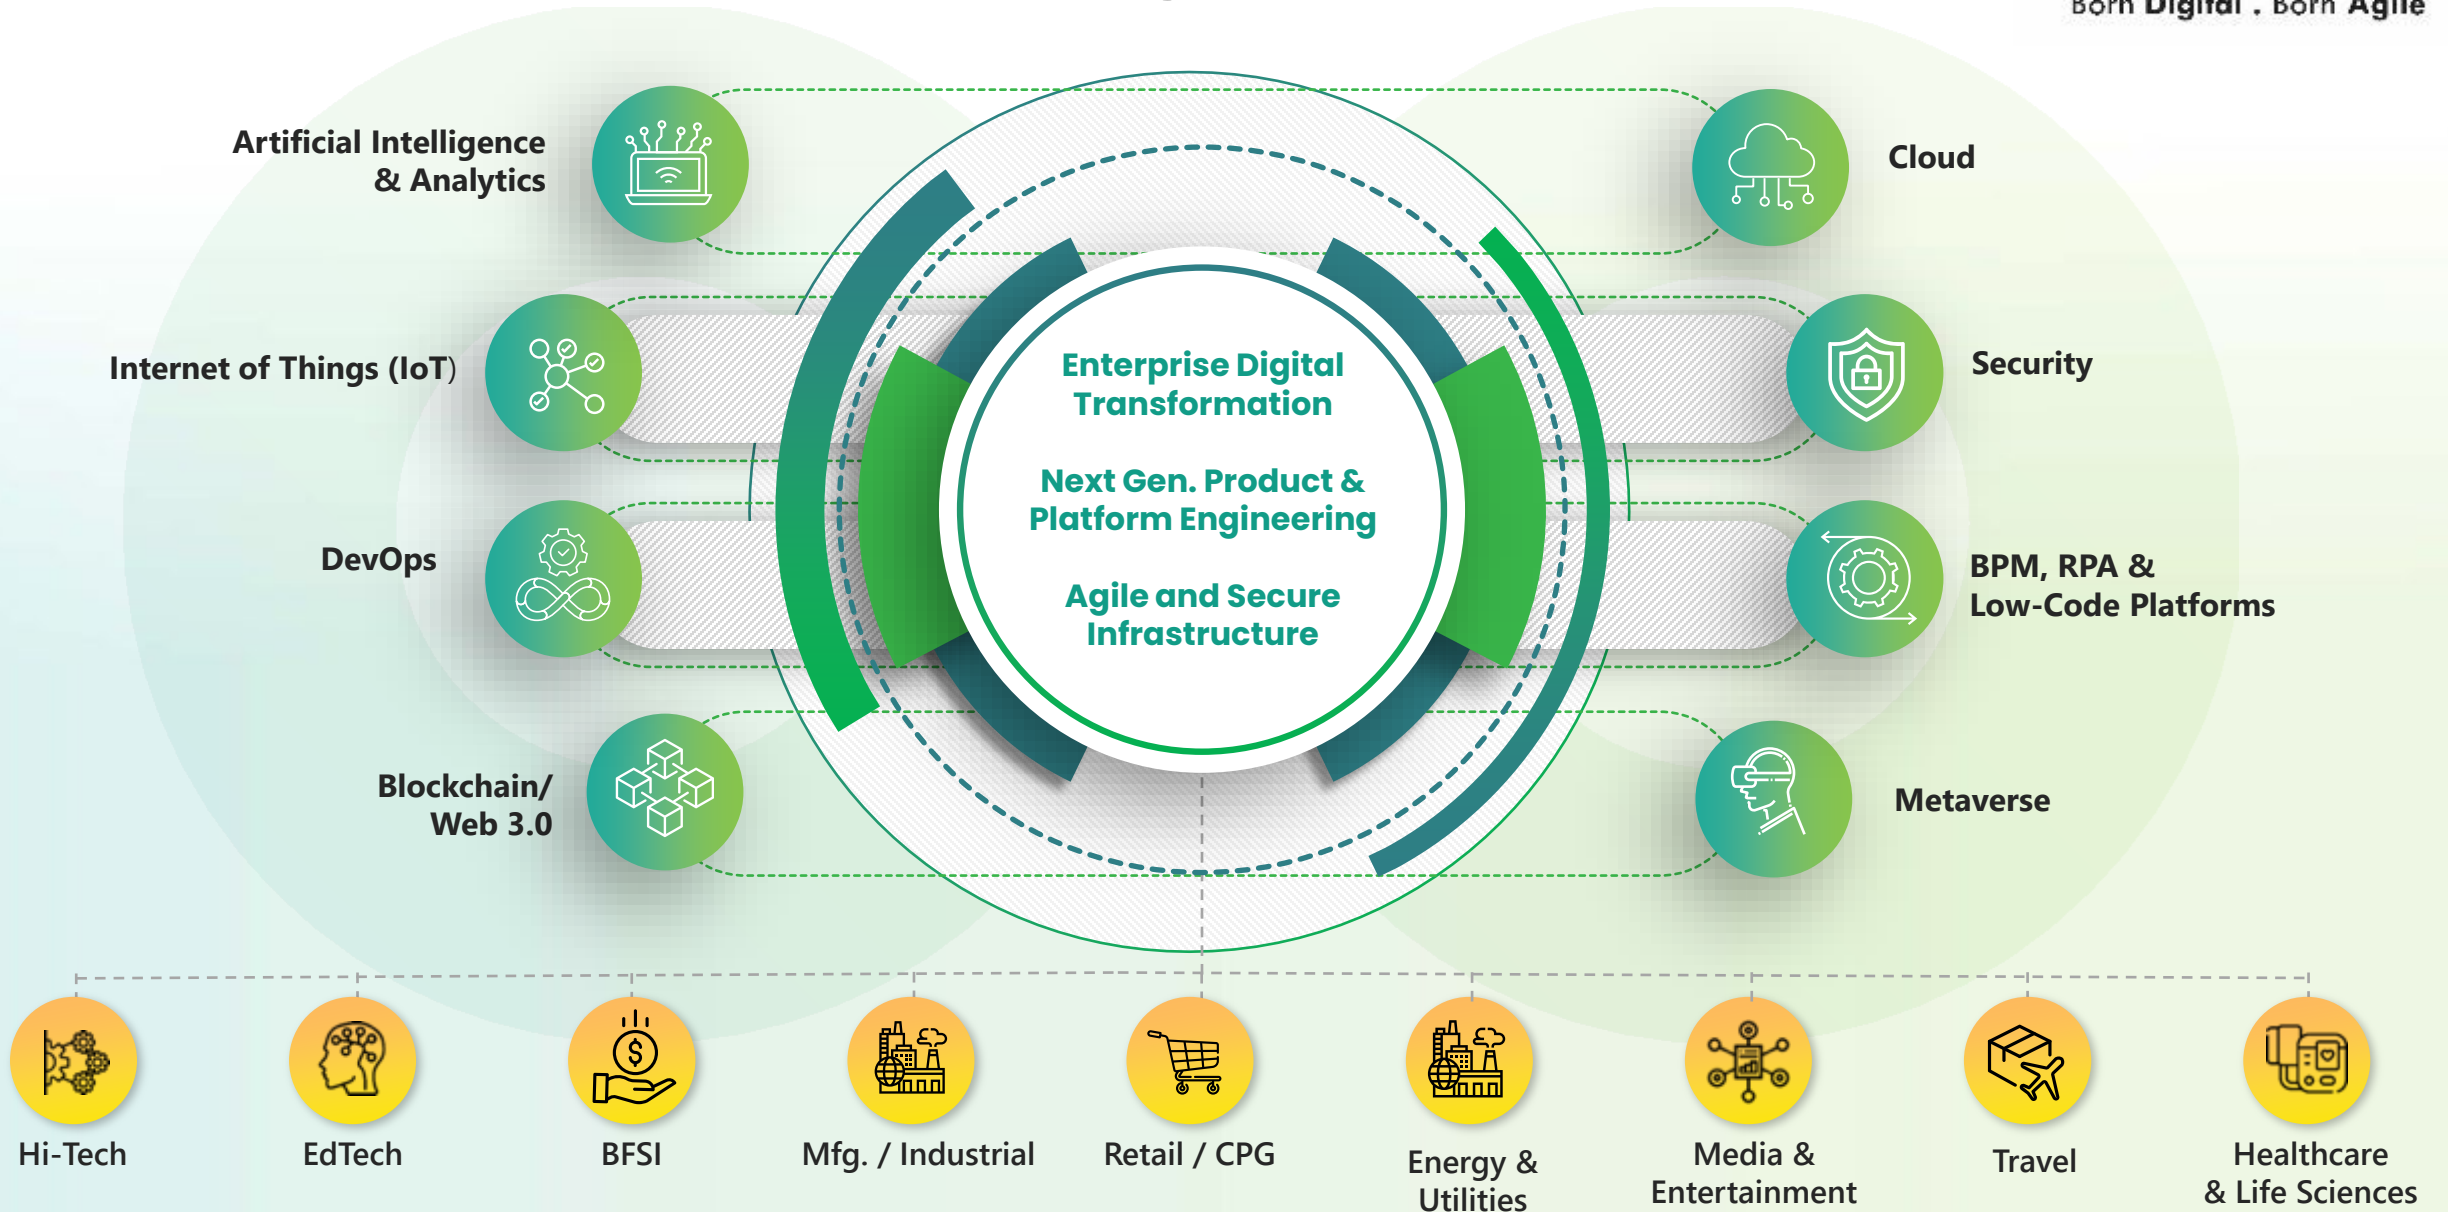 Born Digital . Born Agile
Artificial Intelligence
& Analytics
Cloud
Internet of Things (IoT)
Security
DevOps
BPM, RPA &
Low-Code Platforms
Blockchain/
Web 3.0
Metaverse
Enterprise Digital
Transformation
Next Gen. Product &
Platform Engineering
Agile and Secure
Infrastructure
Hi-Tech
EdTech
BFSI
Mfg. / Industrial
Retail / CPG
Energy &
Utilities
Media &
Entertainment
Travel
Healthcare
& Life Sciences